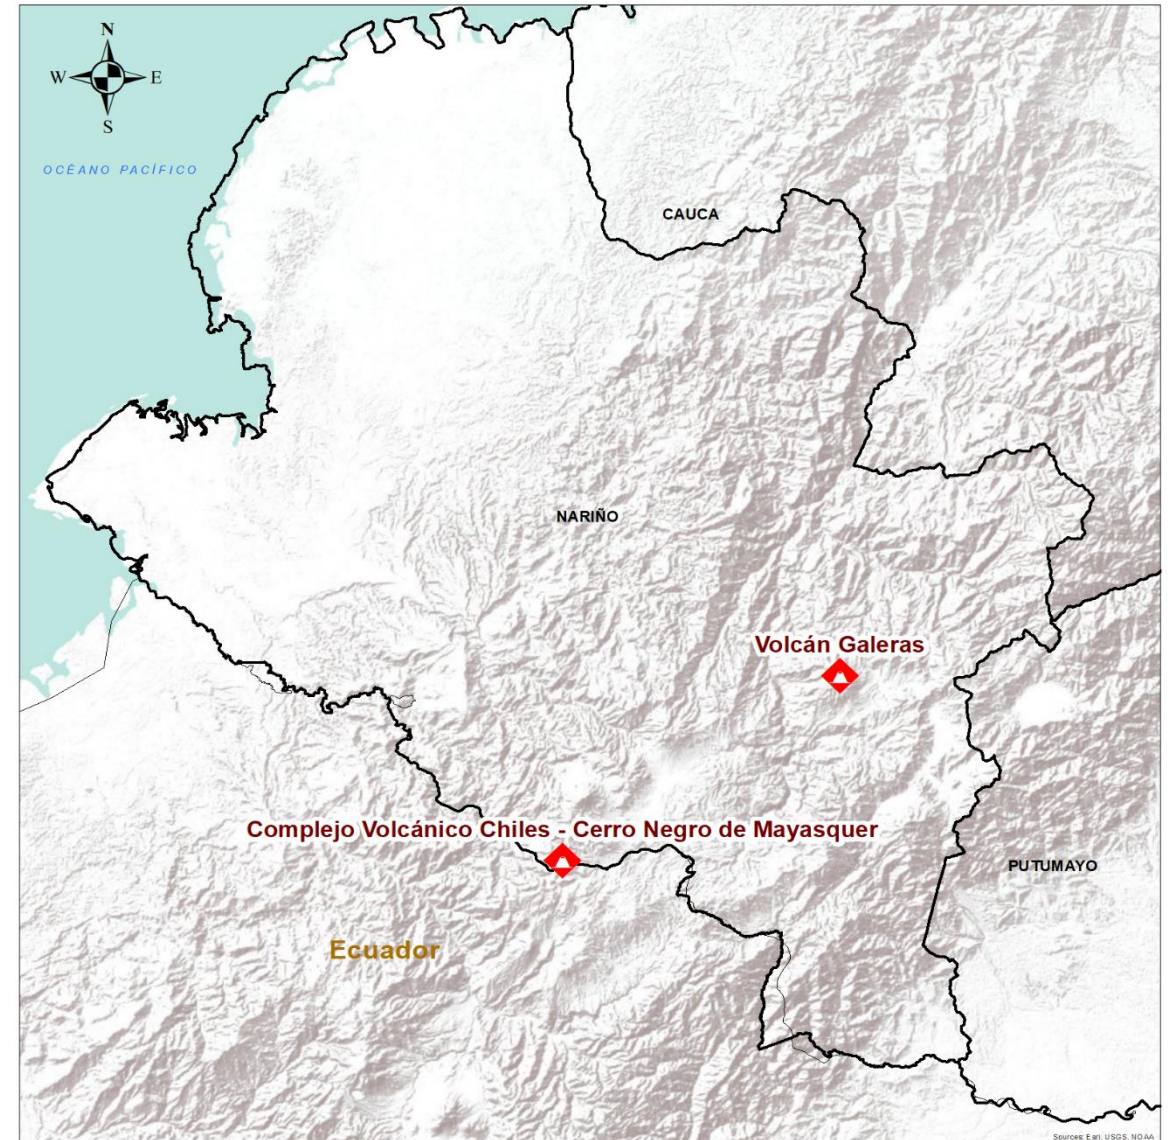 N
W E
S
OCÉANO PACÍFICO
CAUCA
NARIÑO
Volcán Galeras
Complejo Volcánico Chiles - Cerro Negro de Mayasquer
PUTUMAYO
Ecuador
Sources: Esri, USGS, NOAA